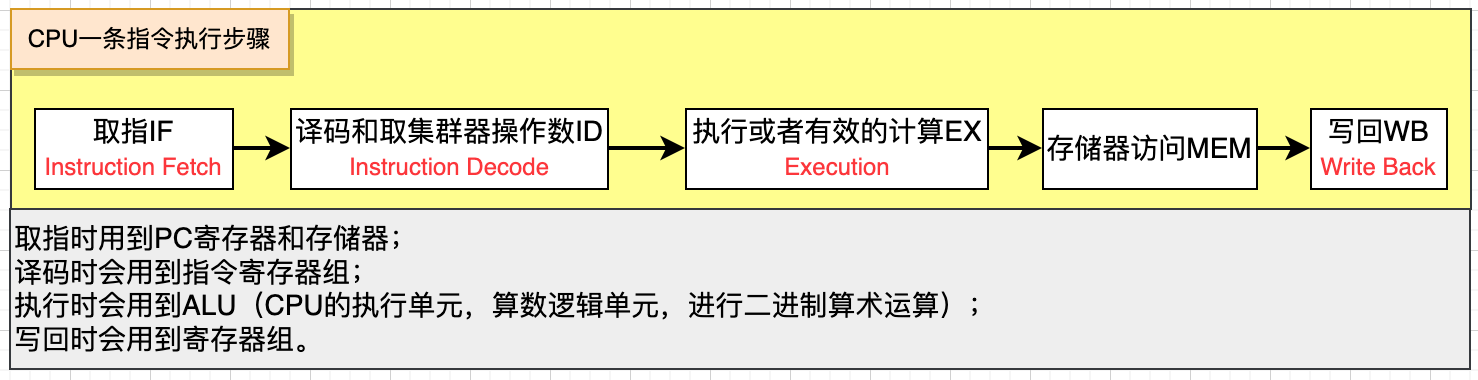 CPU一条指令执行步骤
取指IF
Instruction Fetch
译码和取集群器操作数ID
Instruction Decode
执行或者有效的计算EX
Execution
存储器访问MEM
写回WB
Write Back
取指时用到PC寄存器和存储器；
译码时会用到指令寄存器组；
执行时会用到ALU（CPU的执行单元，算数逻辑单元，进行二进制算术运算）；
写回时会用到寄存器组。